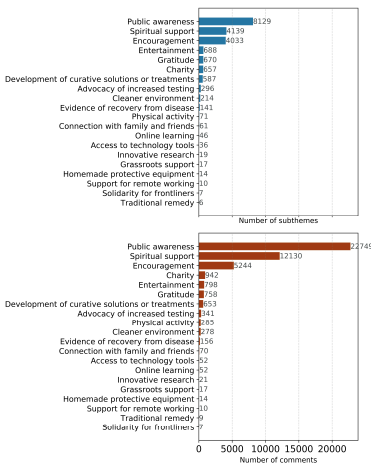 Public awareness 8129
Spiritual support 4139
Encouragement 4033
Entertainment 688
Gratitude 670
Charity 657
Development of curative solutions or treatments 587
Advocacy of increased testing 296
Cleaner environment 214
Evidence of recovery from disease 141
Physical activity 71
Connection with family and friends 61
Online learning 46
Access to technology tools 36
Innovative research 19
Grassroots support 17
Homemade protective equipment 14
Support for remote working 10
Solidarity for frontliners 7
Traditional remedy 6
Number of subthemes
Public awareness 22749
Spiritual support 12130
Encouragement 5244
Charity 942
Entertainment 798
Gratitude 758
Development of curative solutions or treatments 653
Advocacy of increased testing 341
Physical activity 285
Cleaner environment 278
Evidence of recovery from disease 156
Connection with family and friends 70
Access to technology tools 52
Online learning 52
Innovative research 21
Grassroots support 17
Homemade protective equipment 14
Support for remote working 10
Traditional remedy 9
Solidarity for frontliners 7
0 5000 10000 15000 20000
Number of comments